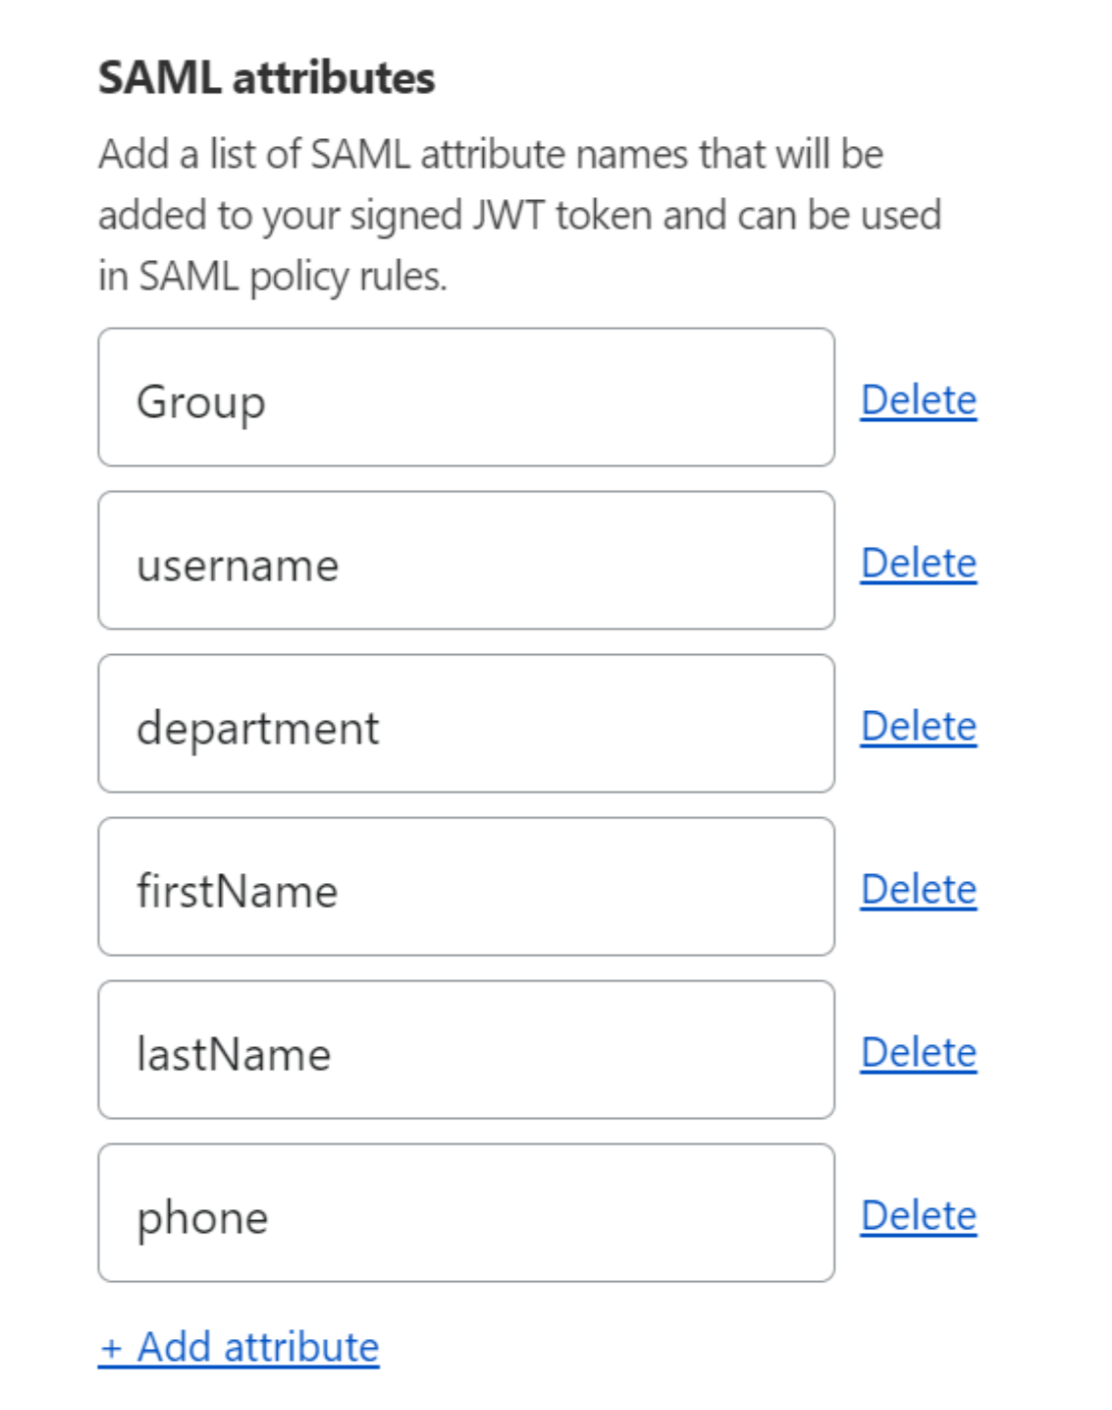 SAML attributes
Add a list of SAML attribute names that will be
added to your signed JWT token and can be used
in SAML policy rules.
Group Delete
username Delete
department Delete
firstName Delete
lastName Delete
phone Delete
+ Add attribute